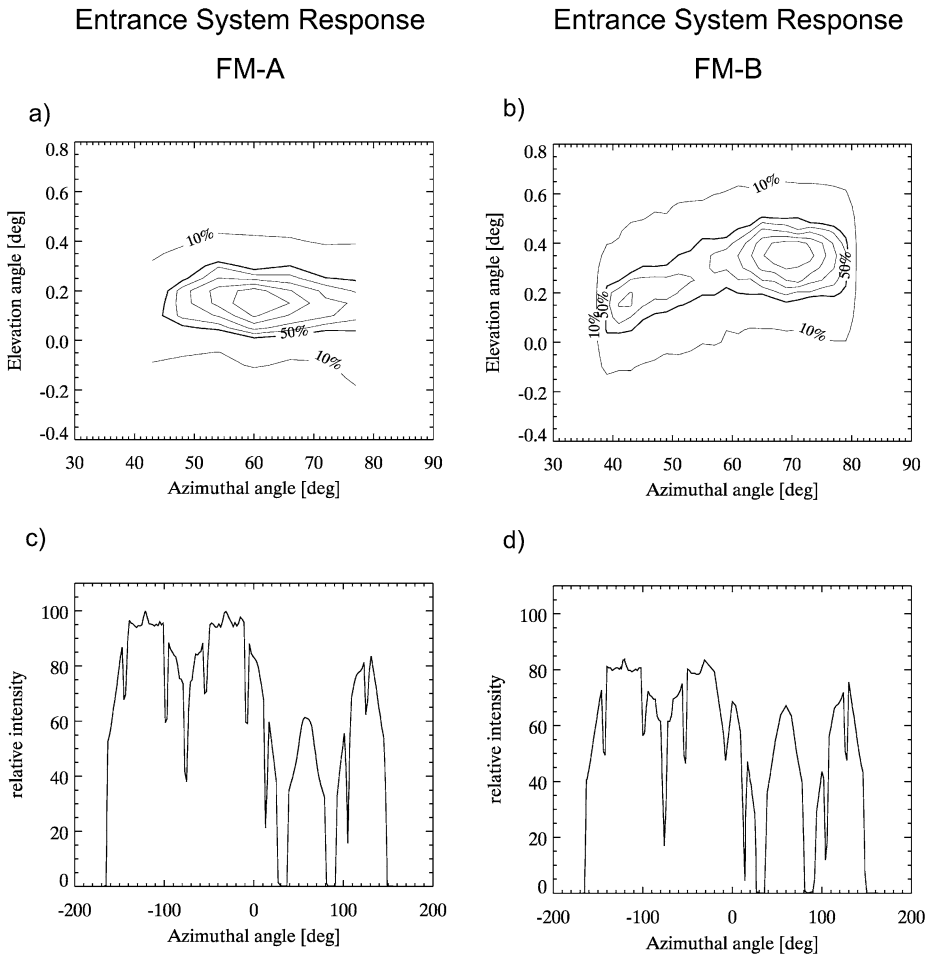 Entrance System Response
FM-A
Entrance System Response
FM-B
a)
0.8
0.6
0.4
0.2
0.0
-0.2
-0.4
Elevation angle [deg]
10%
50%
10%
30 40 50 60 70 80 90
Azimuthal angle [deg]
b)
0.8
0.6
0.4
0.2
0.0
-0.2
-0.4
Elevation angle [deg]
10%
50%
50%
10%
10%
30 40 50 60 70 80 90
Azimuthal angle [deg]
c)
100
80
60
40
20
0
relative intensity
-200 -100 0 100 200
Azimuthal angle [deg]
d)
100
80
60
40
20
0
relative intensity
-200 -100 0 100 200
Azimuthal angle [deg]